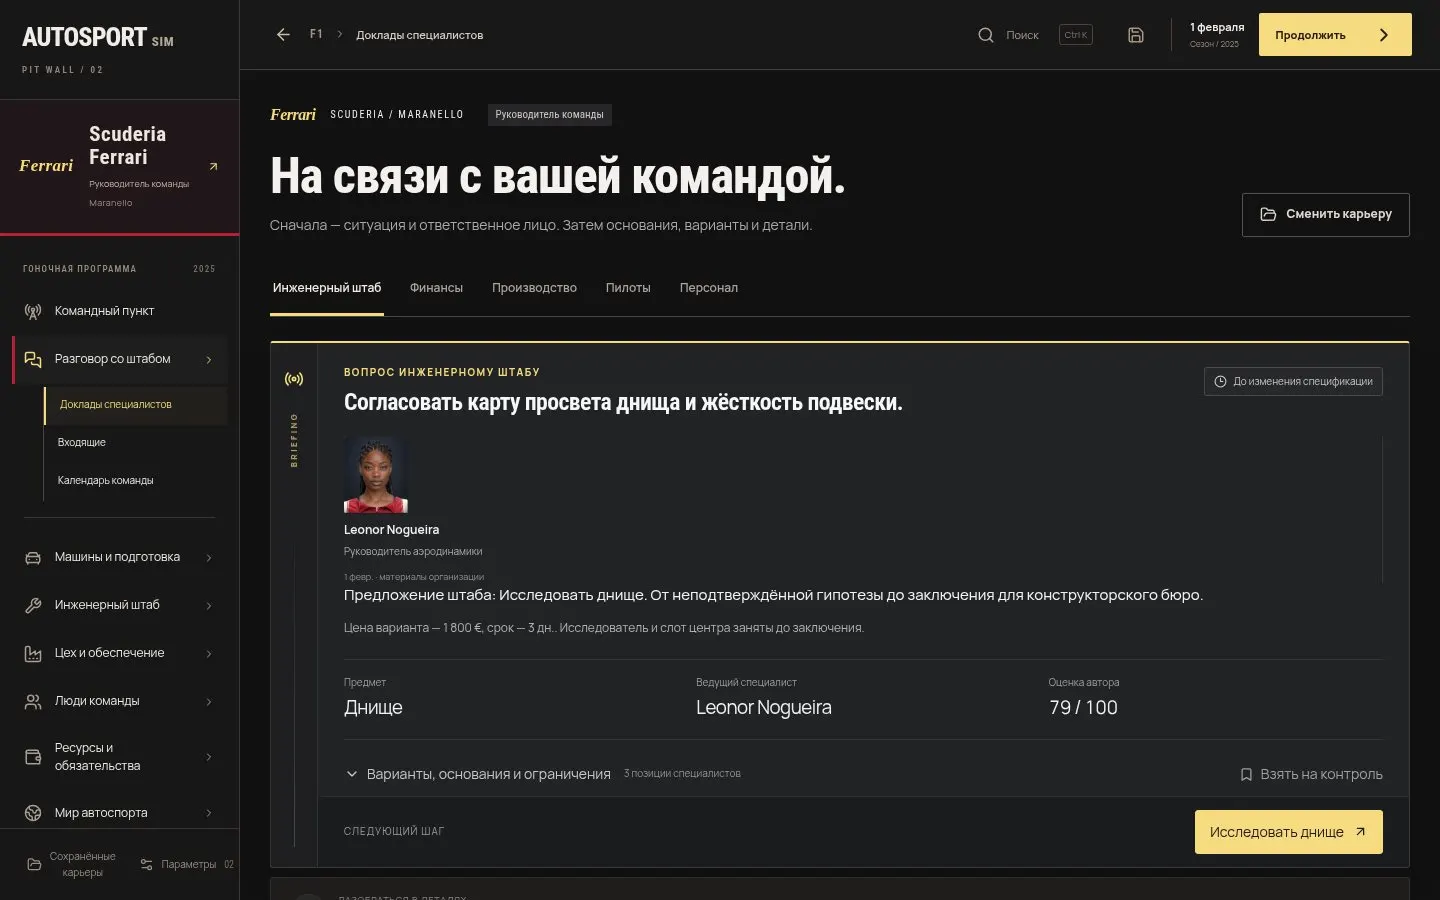 AUTOSPORT SIM
PIT WALL / 02
Ferrari
Scuderia
Ferrari
Руководитель команды
Maranello
ГОНОЧНАЯ ПРОГРАММА 2025
Командный пункт
Разговор со штабом
Доклады специалистов
Входящие
Календарь команды
Машины и подготовка
Инженерный штаб
Цех и обеспечение
Люди команды
Ресурсы и
обязательства
Мир автоспорта
Сохранённые
карьеры
Параметры 02
F1 Доклады специалистов
Поиск Ctrl K
1 февраля
Сезон / 2025
Продолжить
Ferrari SCUDERIA / MARANELLO Руководитель команды
На связи с вашей командой.
Сначала — ситуация и ответственное лицо. Затем основания, варианты и детали.
Сменить карьеру
Инженерный штаб Финансы Производство Пилоты Персонал
BRIEFING
ВОПРОС ИНЖЕНЕРНОМУ ШТАБУ
До изменения спецификации
Согласовать карту просвета днища и жёсткость подвески.
Leonor Nogueira
Руководитель аэродинамики
1 февр. · материалы организации
Предложение штаба: Исследовать днище. От неподтверждённой гипотезы до заключения для конструкторского бюро.
Цена варианта — 1 800 €, срок — 3 дн.. Исследователь и слот центра заняты до заключения.
Предмет Ведущий специалист Оценка автора
Днище Leonor Nogueira 79 / 100
Варианты, основания и ограничения 3 позиции специалистов Взять на контроль
СЛЕДУЮЩИЙ ШАГ Исследовать днище